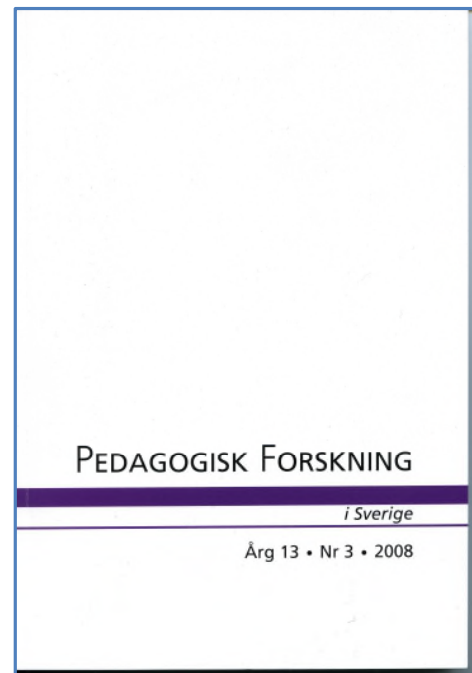 PEDAGOGISK FORSKNING
i Sverige
Årg 13 • Nr 3 • 2008